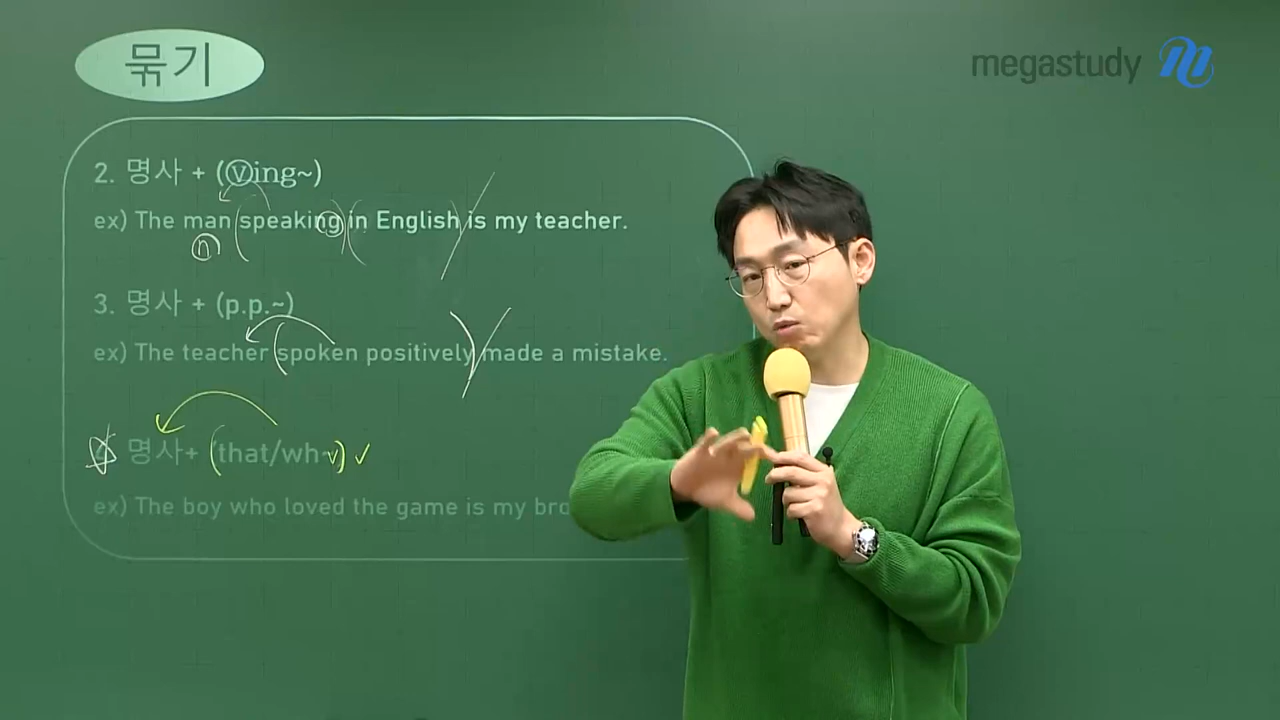 묶기
megastudy
2. 명사 + (ving~)
ex) The man speaking in English is my teacher.
n
3. 명사 + (p.p.~)
ex) The teacher spoken positively made a mistake.
명사+ (that/wh~v)
ex) The boy who loved the game is my bro